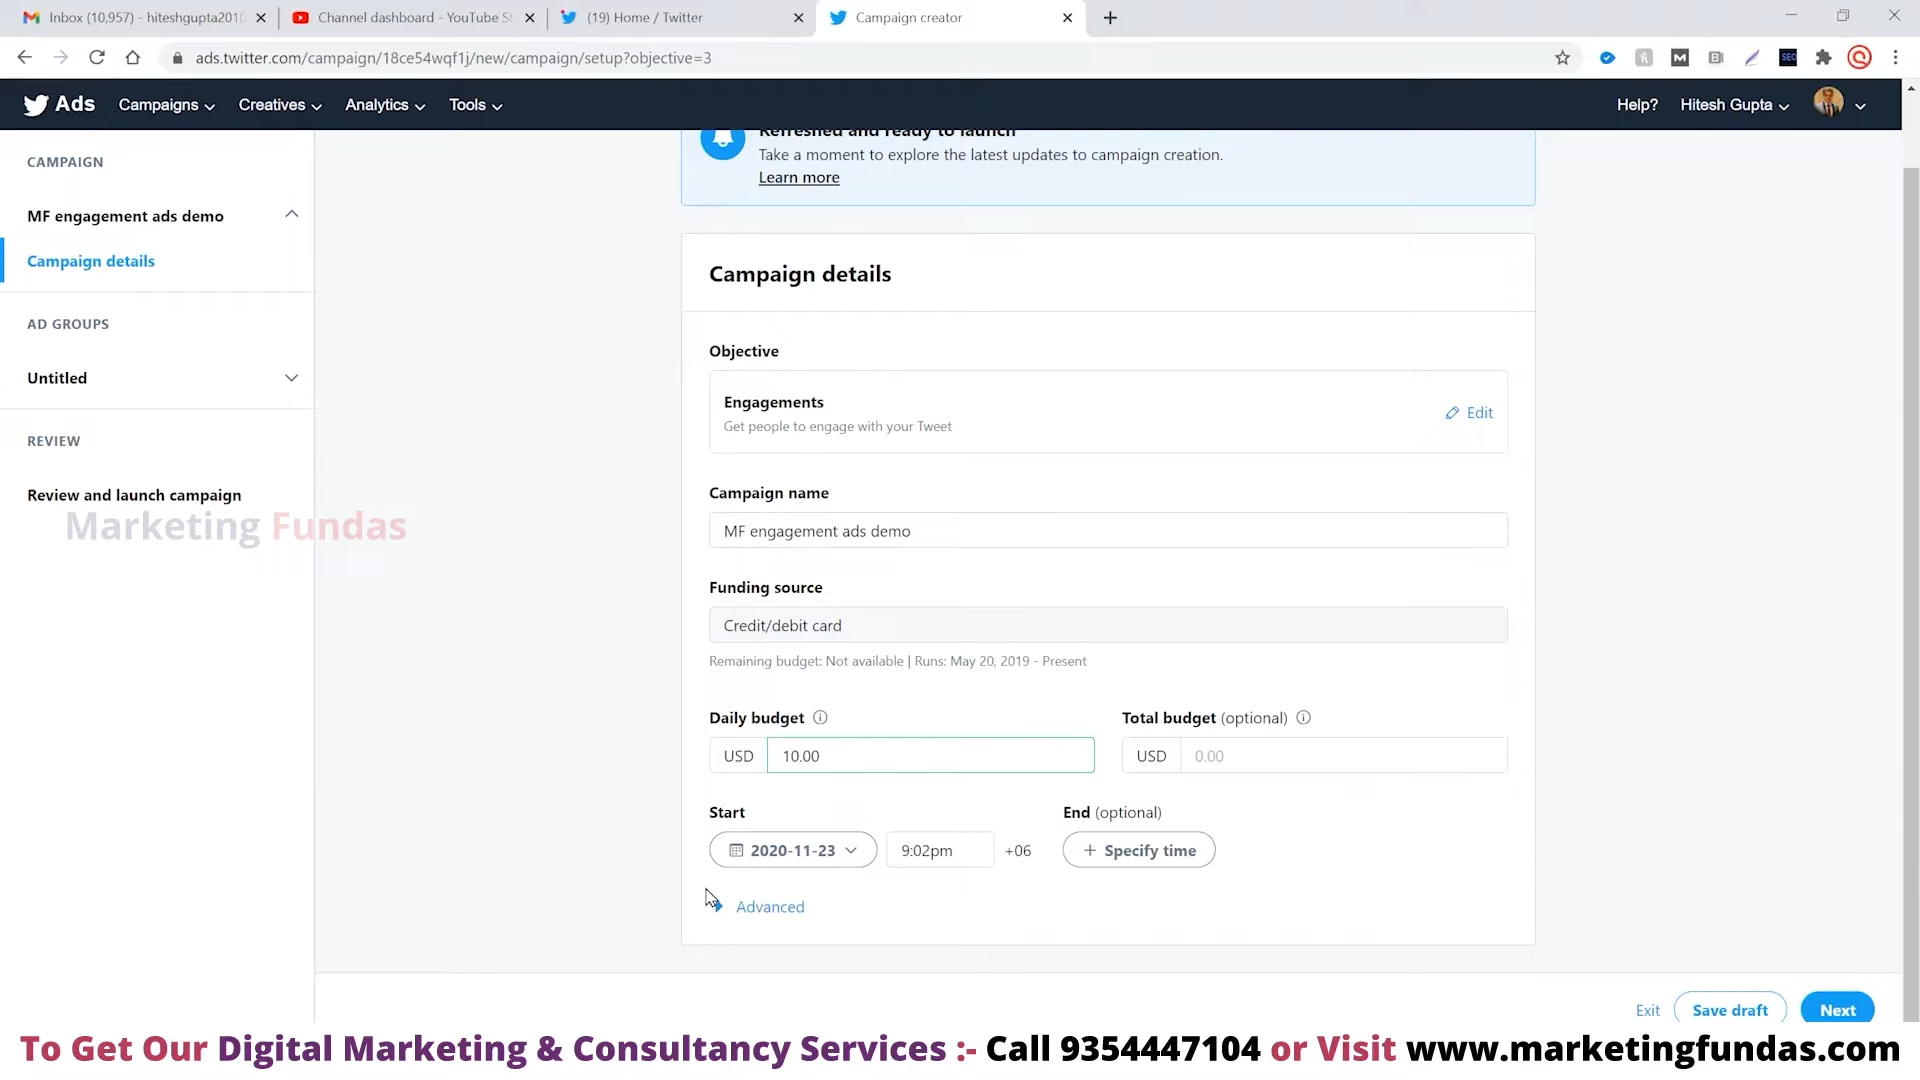 Inbox (10,957) - hiteshgupta2010
Channel dashboard - YouTube St
(19) Home / Twitter
Campaign creator
ads.twitter.com/campaign/18ce54wqf1j/new/campaign/setup?objective=3
Ads
Campaigns
Creatives
Analytics
Tools
Help?
Hitesh Gupta
Refreshed and ready to launch
Take a moment to explore the latest updates to campaign creation.
Learn more
CAMPAIGN
MF engagement ads demo
Campaign details
AD GROUPS
Untitled
REVIEW
Review and launch campaign
Marketing Fundas
Campaign details
Objective
Engagements
Get people to engage with your Tweet
Edit
Campaign name
MF engagement ads demo
Funding source
Credit/debit card
Remaining budget: Not available | Runs: May 20, 2019 - Present
Daily budget
Total budget (optional)
USD 10.00
USD 0.00
Start
End (optional)
2020-11-23 9:02pm +06
+ Specify time
Advanced
Exit
Save draft
Next
To Get Our Digital Marketing & Consultancy Services :- Call 9354447104 or Visit www.marketingfundas.com